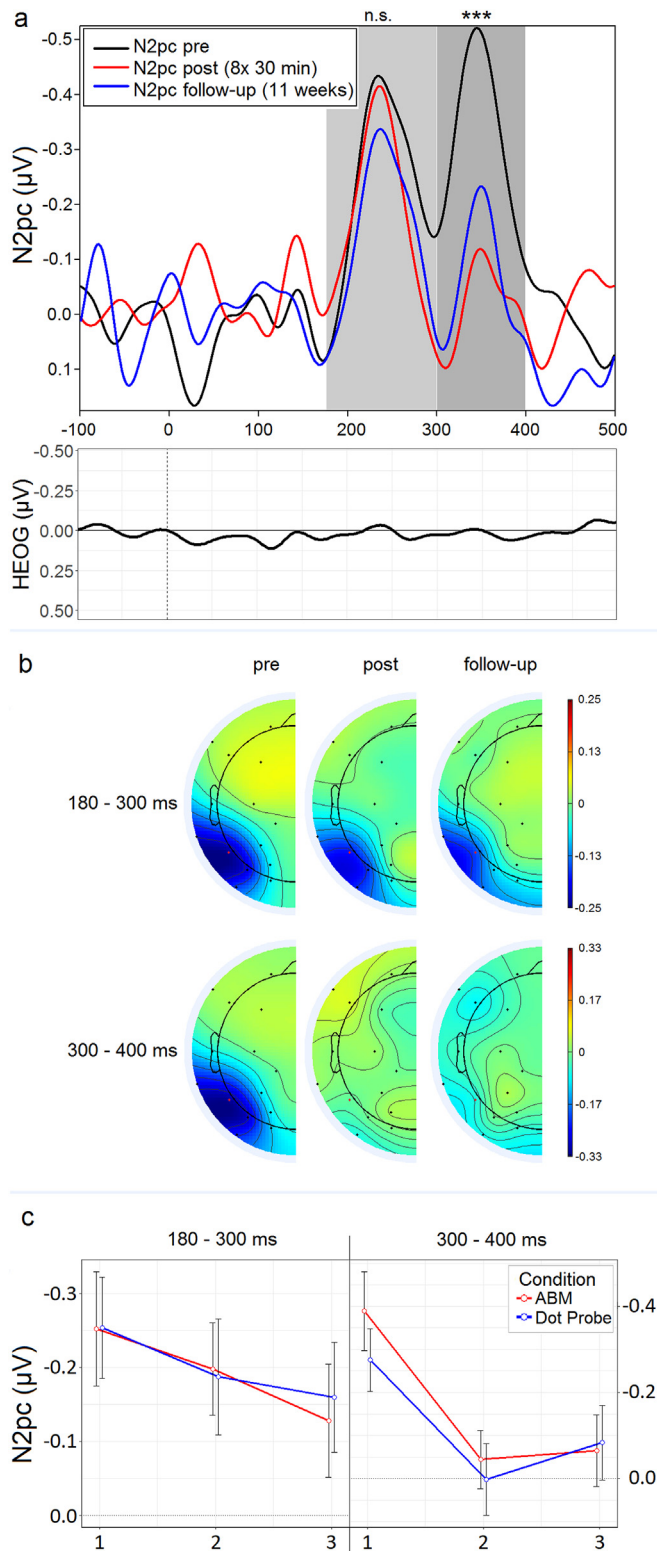 a
n.s.
***
-0.5
N2pc pre
N2pc post (8x 30 min)
N2pc follow-up (11 weeks)
-0.4
-0.3
-0.2
-0.1
0.0
0.1
N2pc (µV)
-100
0
100
200
300
400
500
-0.50
-0.25
0.00
0.25
0.50
HEOG (µV)
b
pre
post
follow-up
180 - 300 ms
0.25
0.13
0
-0.13
-0.25
300 - 400 ms
0.33
0.17
0
-0.17
-0.33
c
180 - 300 ms
300 - 400 ms
Condition
ABM
Dot Probe
-0.3
-0.2
-0.1
0.0
N2pc (µV)
-0.4
-0.2
0.0
1
2
3
1
2
3